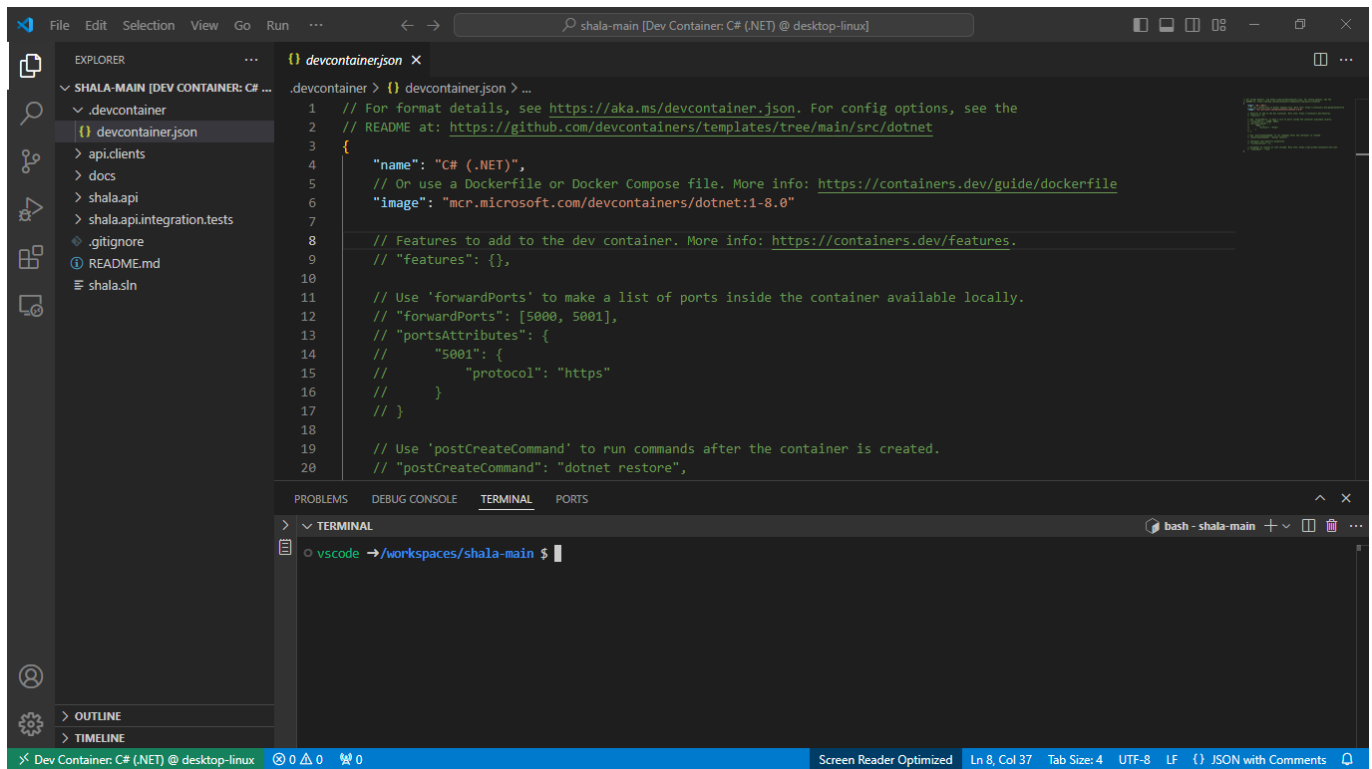 File Edit Selection View Go Run ··· shala-main [Dev Container: C# (.NET) @ desktop-linux]
EXPLORER ···
SHALA-MAIN [DEV CONTAINER: C# ...
.devcontainer
{} devcontainer.json
api.clients
docs
shala.api
shala.api.integration.tests
.gitignore
README.md
shala.sln
OUTLINE
TIMELINE
{} devcontainer.json ×
.devcontainer > {} devcontainer.json > ...
1 // For format details, see https://aka.ms/devcontainer.json. For config options, see the
2 // README at: https://github.com/devcontainers/templates/tree/main/src/dotnet
3 {
4 "name": "C# (.NET)",
5 // Or use a Dockerfile or Docker Compose file. More info: https://containers.dev/guide/dockerfile
6 "image": "mcr.microsoft.com/devcontainers/dotnet:1-8.0"
7
8 // Features to add to the dev container. More info: https://containers.dev/features.
9 // "features": {},
10
11 // Use 'forwardPorts' to make a list of ports inside the container available locally.
12 // "forwardPorts": [5000, 5001],
13 // "portsAttributes": {
14 // "5001": {
15 // "protocol": "https"
16 // }
17 // }
18
19 // Use 'postCreateCommand' to run commands after the container is created.
20 // "postCreateCommand": "dotnet restore",
PROBLEMS DEBUG CONSOLE TERMINAL PORTS
TERMINAL bash - shala-main
vscode ➜/workspaces/shala-main $
Dev Container: C# (.NET) @ desktop-linux 0 0 0 Screen Reader Optimized Ln 8, Col 37 Tab Size: 4 UTF-8 LF {} JSON with Comments